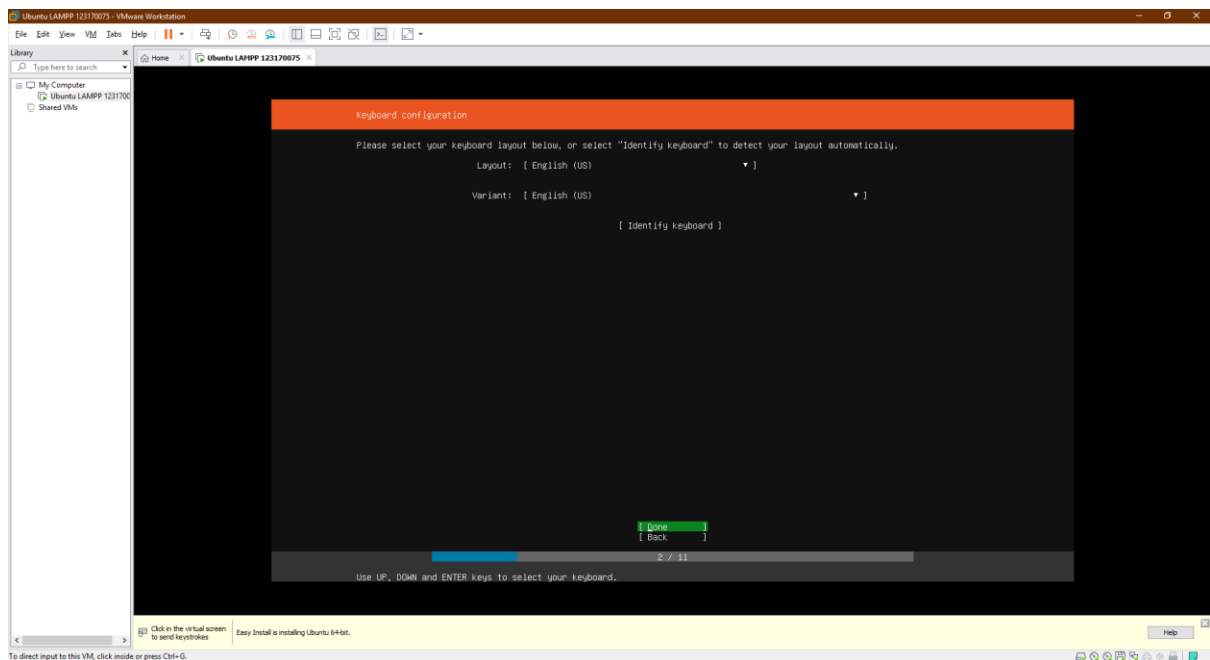 Ubuntu LAMPP 123170075 - VMware Workstation
File Edit View VM Tabs Help
Library
Type here to search
My Computer
Ubuntu LAMPP 1231700
Shared VMs
Home
Ubuntu LAMPP 123170075
Keyboard configuration
Please select your keyboard layout below, or select "Identify keyboard" to detect your layout automatically.
Layout: [ English (US) ▾ ]
Variant: [ English (US) ▾ ]
[ Identify keyboard ]
[ Done ]
[ Back ]
2 / 11
Use UP, DOWN and ENTER keys to select your keyboard.
Click in the virtual screen
to send keystrokes
Easy Install is installing Ubuntu 64-bit.
Help
To direct input to this VM, click inside or press Ctrl+G.